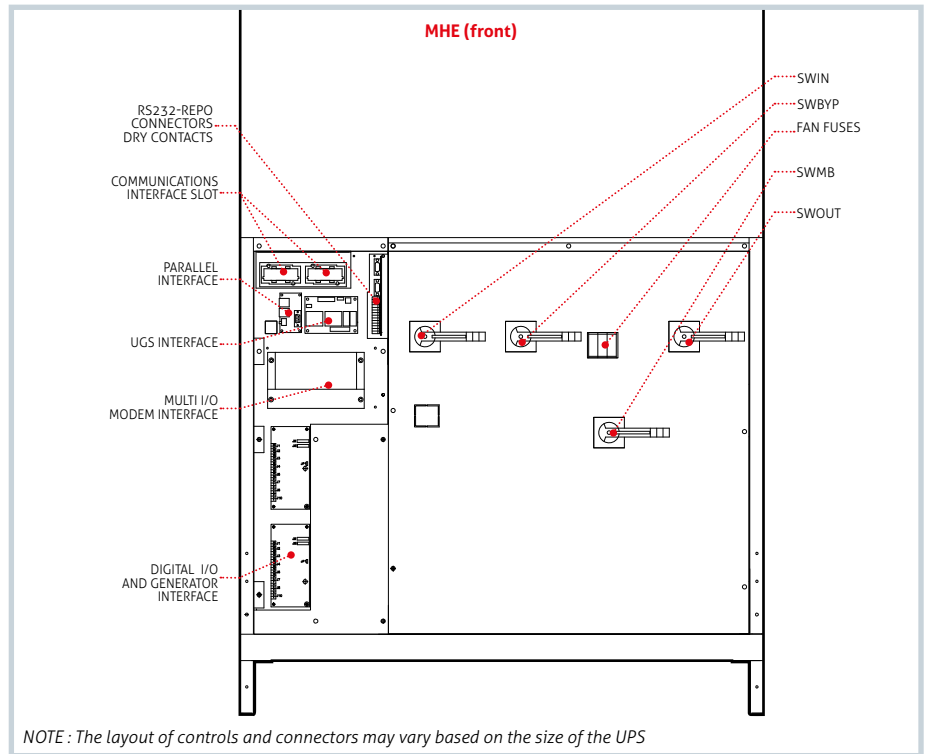 MHE (front)
RS232-REPO
CONNECTORS
DRY CONTACTS
COMMUNICATIONS
INTERFACE SLOT
PARALLEL
INTERFACE
UGS INTERFACE
MULTI I/O
MODEM INTERFACE
DIGITAL I/O
AND GENERATOR
INTERFACE
SWIN
SWBYP
FAN FUSES
SWMB
SWOUT
NOTE : The layout of controls and connectors may vary based on the size of the UPS